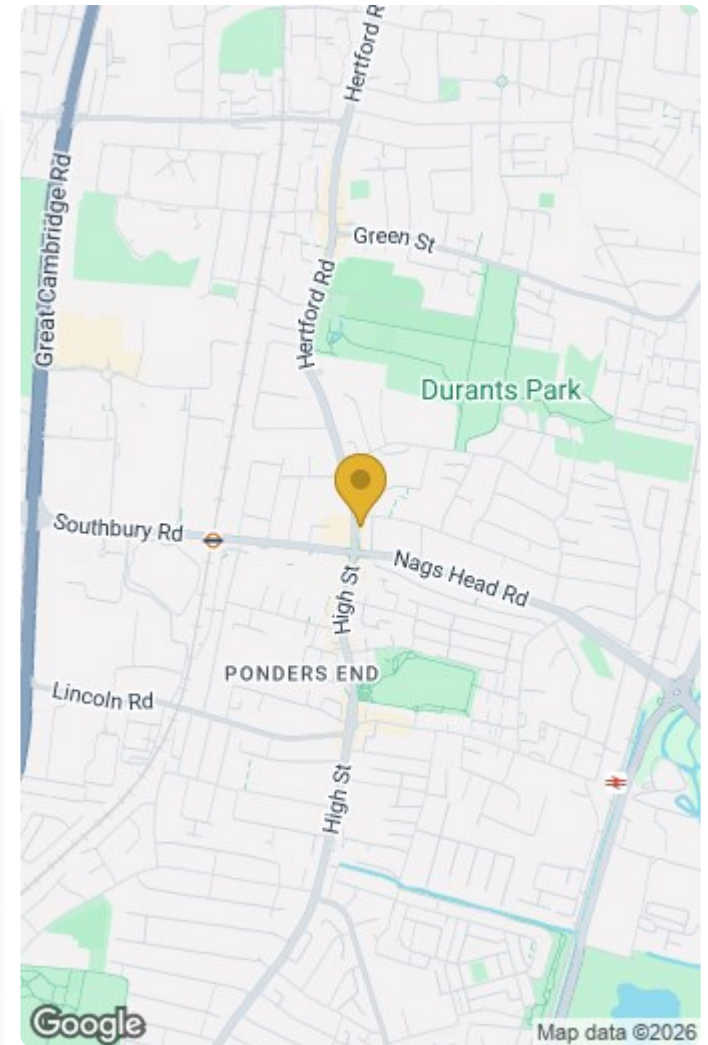 Hertford R
Great Cambridge Rd
Green St
Hertford Rd
Durants Park
Southbury Rd
Nags Head Rd
High St
PONDERS END
Lincoln Rd
High St
Google
Map data ©2026